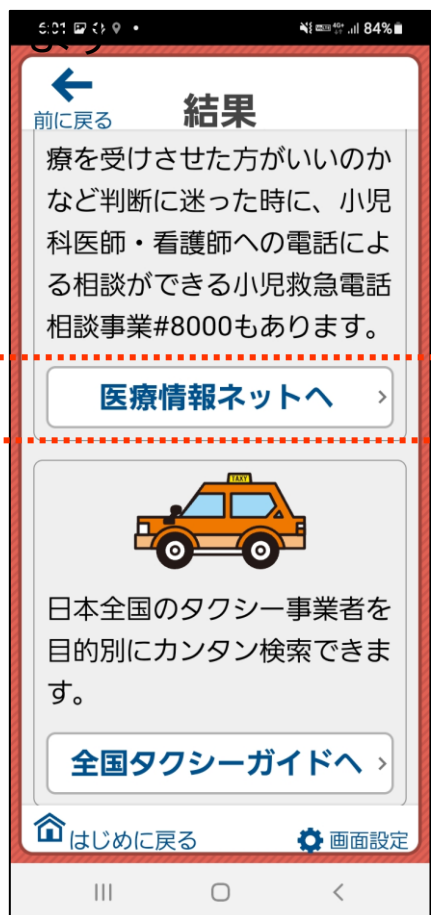 84%
前に戻る
結果
療を受けさせた方がいいのか
など判断に迷った時に、小児
科医師・看護師への電話によ
る相談ができる小児救急電話
相談事業#8000もあります。
医療情報ネットへ
TAXI
日本全国のタクシー事業者を
目的別にカンタン検索できま
す。
全国タクシーガイドへ
はじめに戻る
画面設定